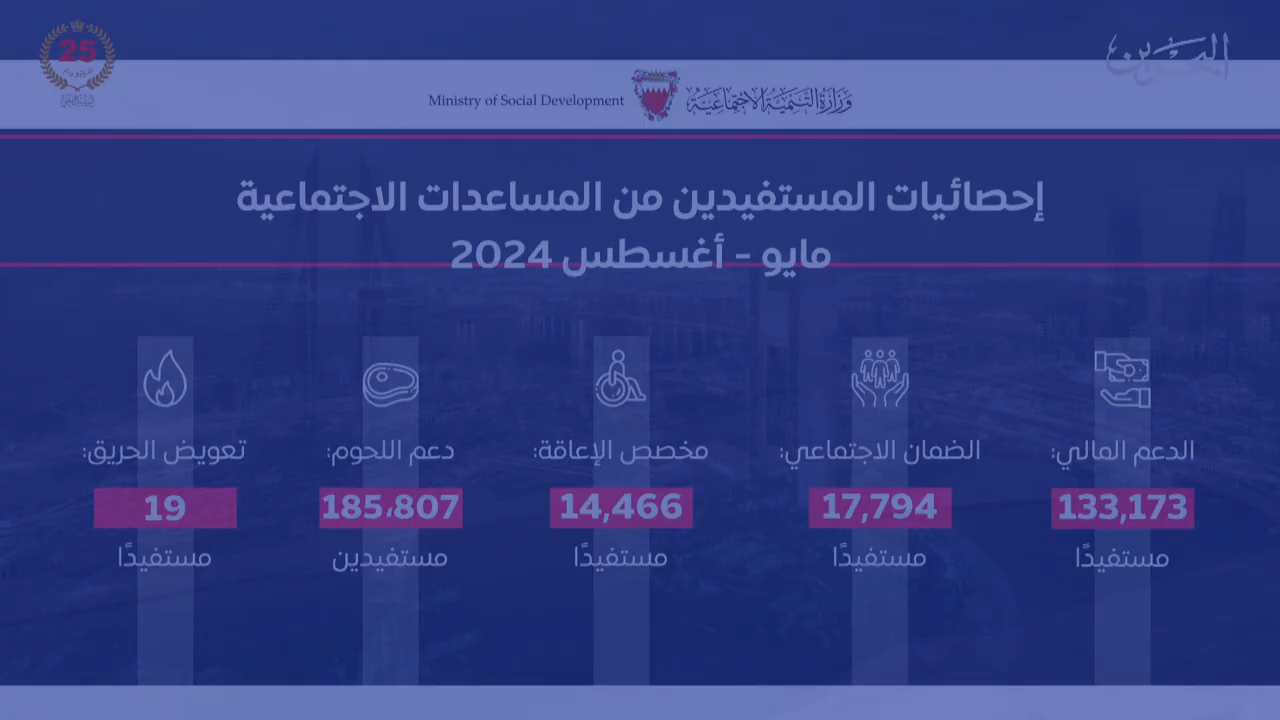 25
البحرين
Ministry of Social Development
وزارة التنمية الاجتماعية
إحصائيات المستفيدين من المساعدات الاجتماعية
مايو - أغسطس 2024
الدعم المالي:
133,173
مستفيدًا
الضمان الاجتماعي:
17,794
مستفيدًا
مخصص الإعاقة:
14,466
مستفيدًا
دعم اللحوم:
185،807
مستفيدين
تعويض الحريق:
19
مستفيدًا